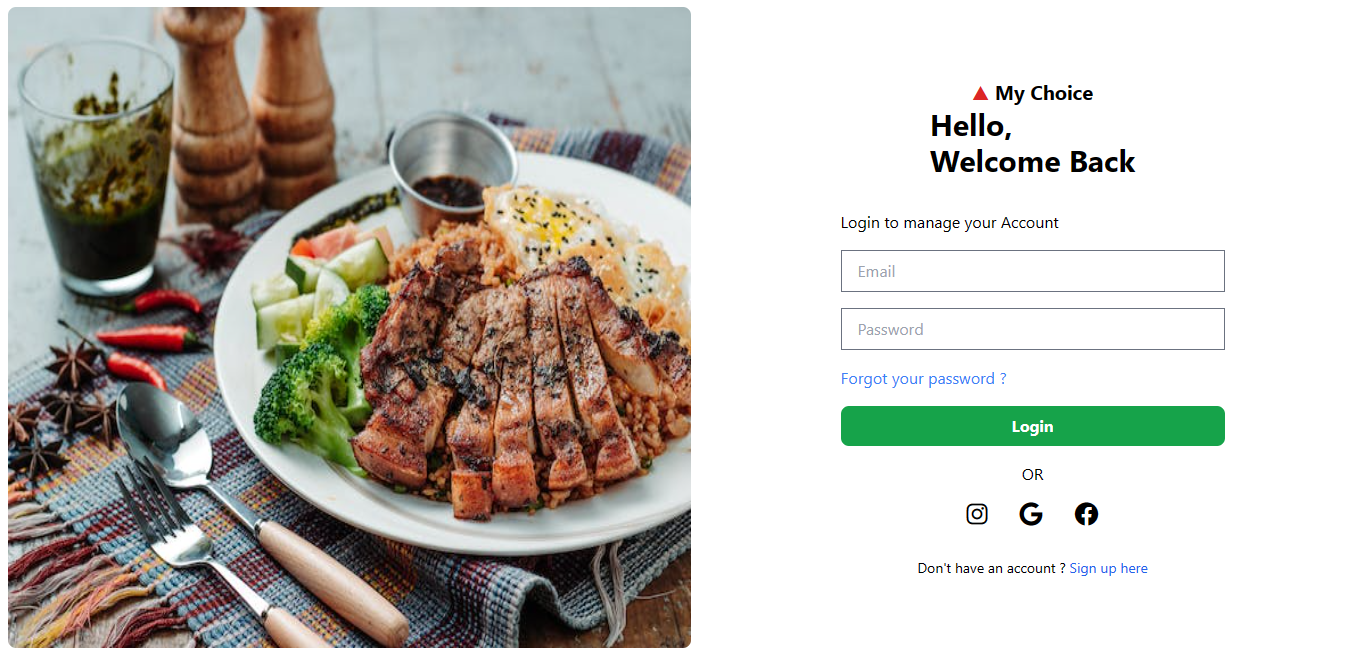 My Choice
Hello,
Welcome Back
Login to manage your Account
Email
Password
Forgot your password ?
Login
OR
Don't have an account ? Sign up here